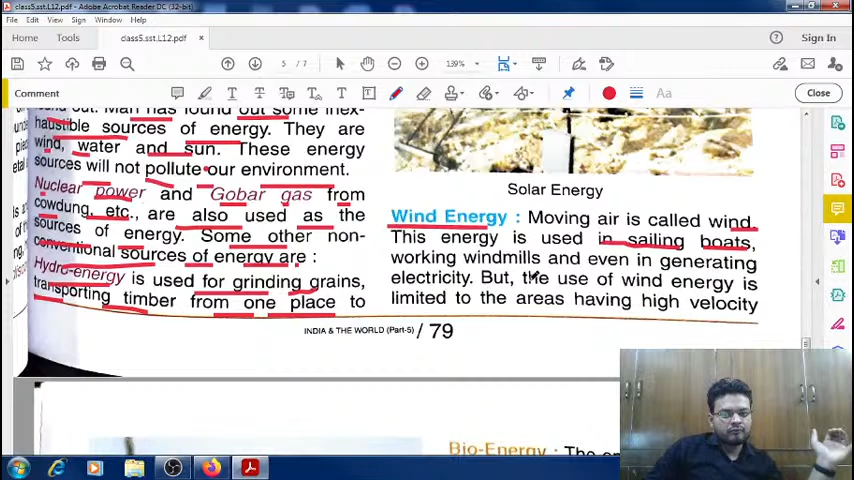 class5.sst.L12.pdf - Adobe Acrobat Reader DC (32-bit)
File Edit View Sign Window Help
Home Tools class5.sst.L12.pdf × Sign In
5 / 7 139%
Comment Aa Close
out. Man has found out some inex-
haustible sources of energy. They are
wind, water and sun. These energy
sources will not pollute our environment.
Nuclear power and Gobar gas from
cowdung, etc., are also used as the
sources of energy. Some other non-
conventional sources of energy are :
Hydro-energy is used for grinding grains,
transporting timber from one place to
Solar Energy
Wind Energy : Moving air is called wind.
This energy is used in sailing boats,
working windmills and even in generating
electricity. But, the use of wind energy is
limited to the areas having high velocity
INDIA & THE WORLD (Part-5) / 79
Bio-Energy : The